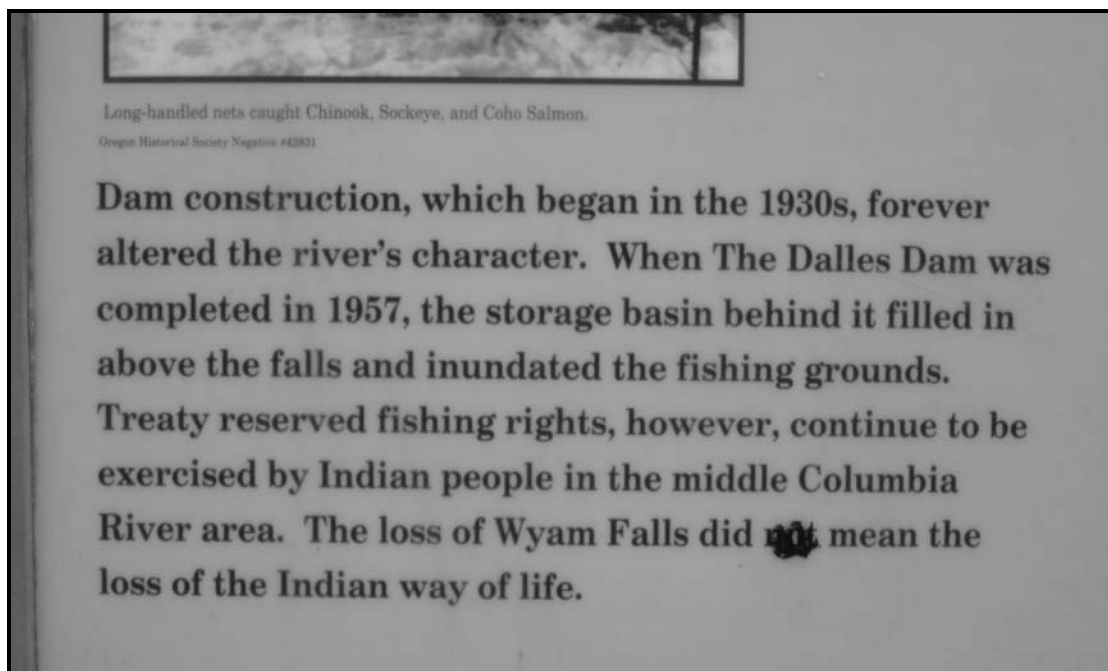 Long-handled nets caught Chinook, Sockeye, and Coho Salmon.
Oregon Historical Society Negative #42831
Dam construction, which began in the 1930s, forever
altered the river's character. When The Dalles Dam was
completed in 1957, the storage basin behind it filled in
above the falls and inundated the fishing grounds.
Treaty reserved fishing rights, however, continue to be
exercised by Indian people in the middle Columbia
River area. The loss of Wyam Falls did not mean the
loss of the Indian way of life.